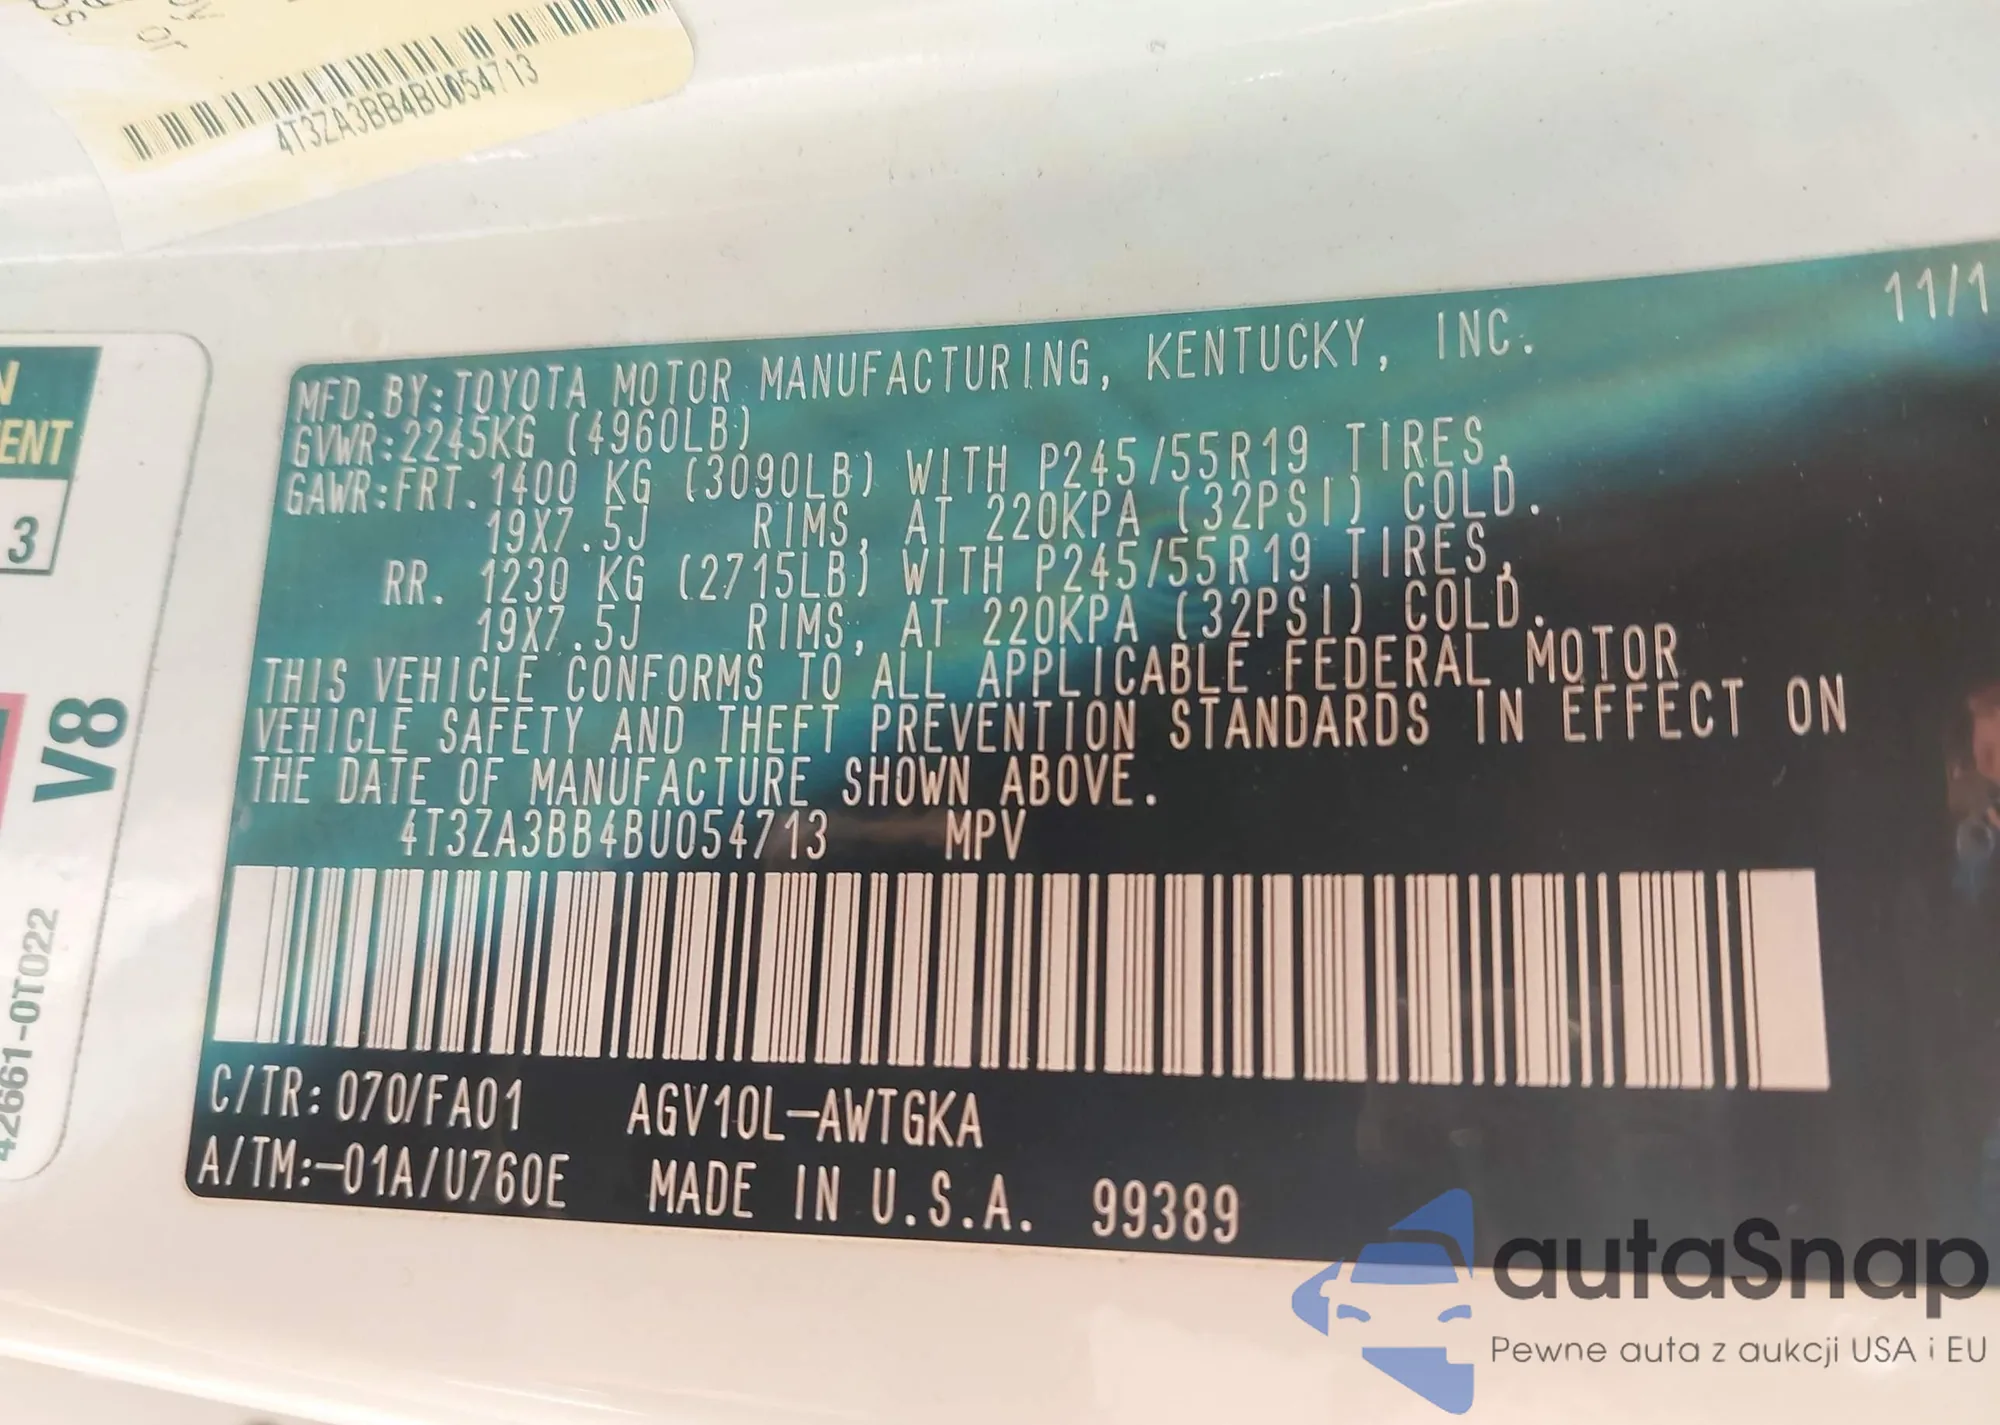 or
4T3ZA3BB4BU054713
11/1
MFD. BY: TOYOTA MOTOR MANUFACTURING, KENTUCKY, INC.
GVWR: 2245KG (4960LB)
GAWR: FRT. 1400 KG (3090LB) WITH P245/55R19 TIRES,
19X7.5J RIMS, AT 220KPA (32PSI) COLD.
RR. 1230 KG (2715LB) WITH P245/55R19 TIRES,
19X7.5J RIMS, AT 220KPA (32PSI) COLD.
THIS VEHICLE CONFORMS TO ALL APPLICABLE FEDERAL MOTOR
VEHICLE SAFETY AND THEFT PREVENTION STANDARDS IN EFFECT ON
THE DATE OF MANUFACTURE SHOWN ABOVE.
4T3ZA3BB4BU054713 MPV
C/TR: 070/FA01 AGV10L-AWTGKA
A/TM:-01A/U760E MADE IN U.S.A. 99389
N
ENT
3
V8
42661-0T022
autaSnap
Pewne auta z aukcji USA i EU